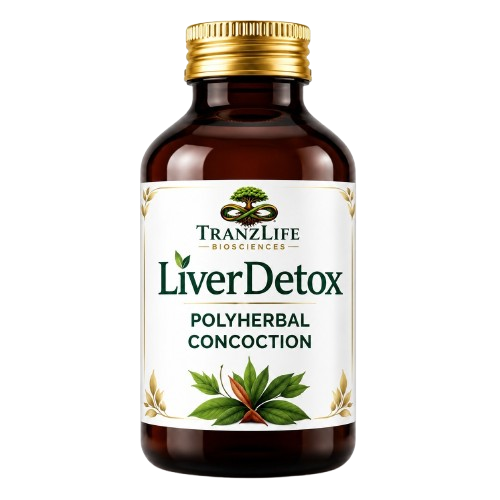 TRANZLIFE
BIOSCIENCES
LiverDetox
POLYHERBAL
CONCOCTION